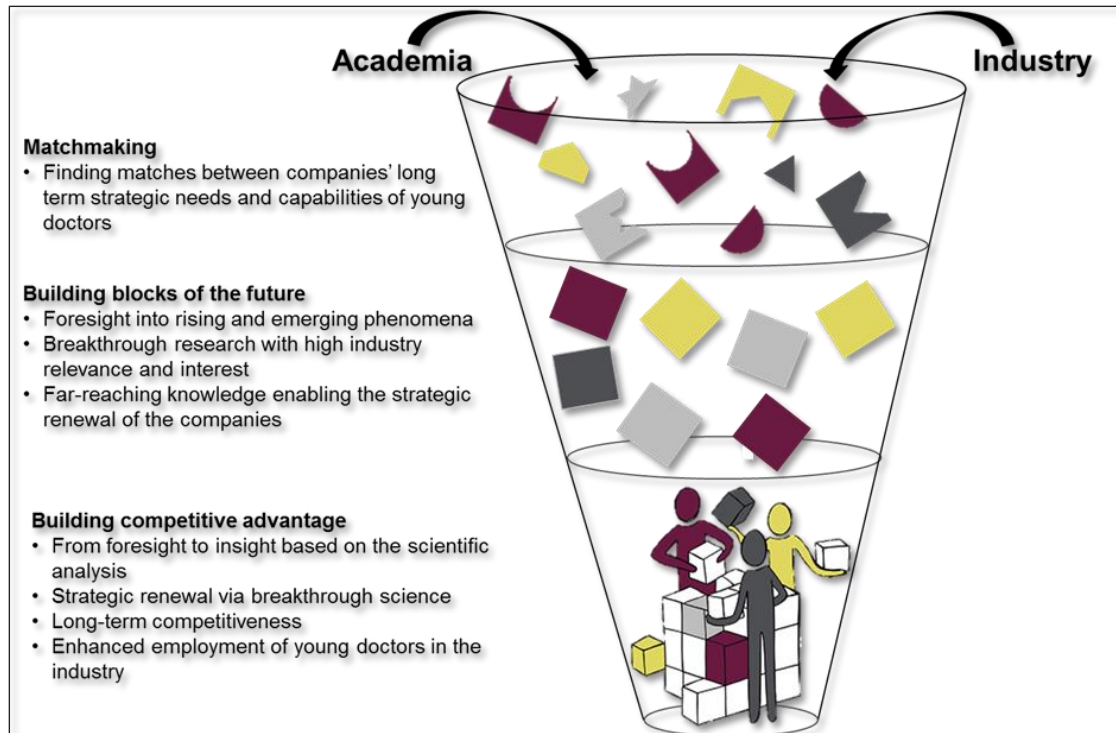 Academia
Industry
Matchmaking
• Finding matches between companies' long
term strategic needs and capabilities of young
doctors
Building blocks of the future
• Foresight into rising and emerging phenomena
• Breakthrough research with high industry
relevance and interest
• Far-reaching knowledge enabling the strategic
renewal of the companies
Building competitive advantage
• From foresight to insight based on the scientific
analysis
• Strategic renewal via breakthrough science
• Long-term competitiveness
• Enhanced employment of young doctors in the
industry